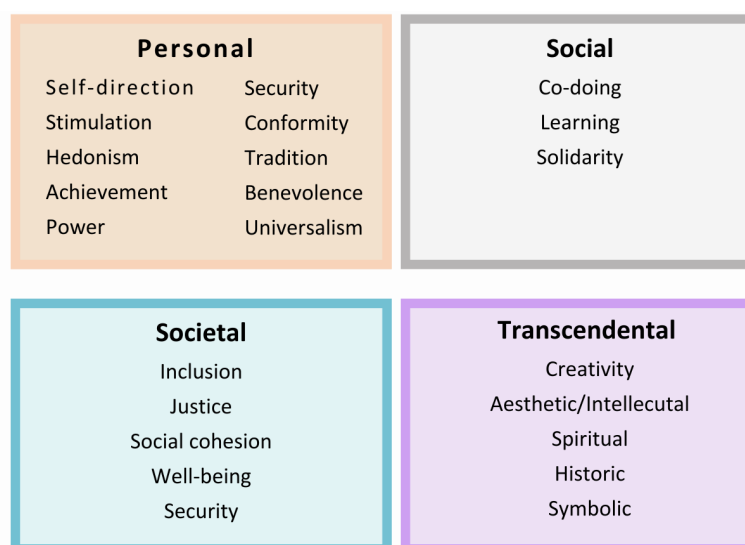 Personal
Self-direction
Stimulation
Hedonism
Achievement
Power
Security
Conformity
Tradition
Benevolence
Universalism
Social
Co-doing
Learning
Solidarity
Societal
Inclusion
Justice
Social cohesion
Well-being
Security
Transcendental
Creativity
Aesthetic/Intellecutal
Spiritual
Historic
Symbolic